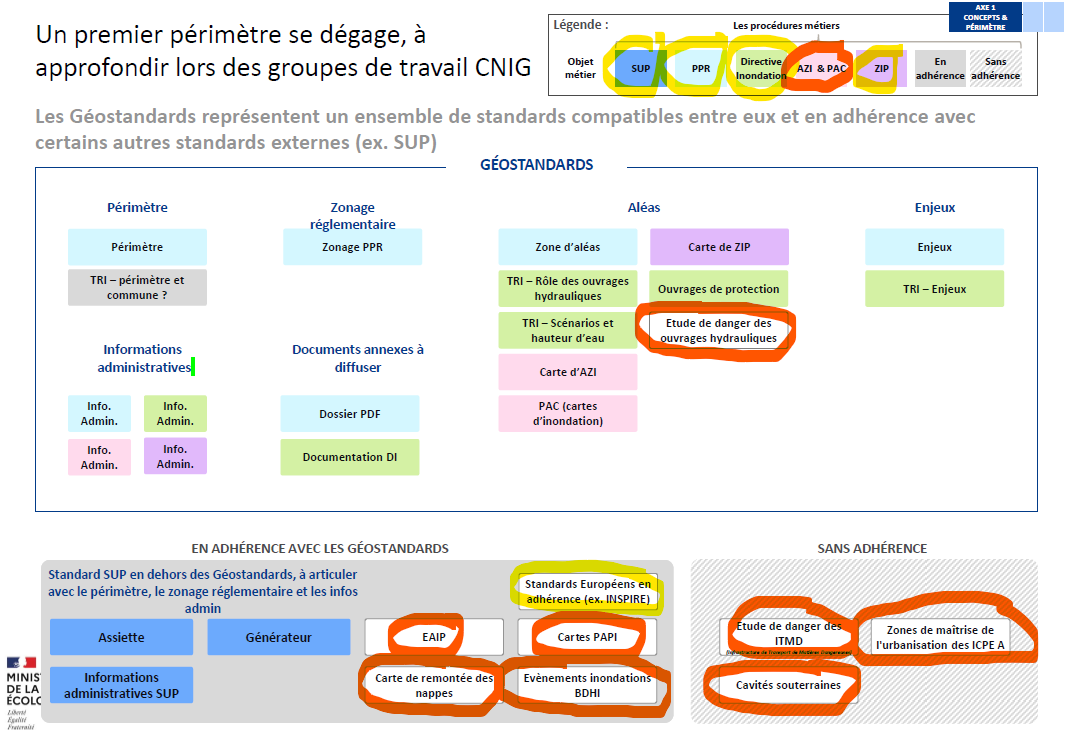 AXE 1
CONCEPTS &
PÉRIMÈTRE
Un premier périmètre se dégage, à
approfondir lors des groupes de travail CNIG
Légende :
Les procédures métiers
Objet
métier
SUP
PPR
Directive
Inondation
AZI & PAC
ZIP
En
adhérence
Sans
adhérence
Les Géostandards représentent un ensemble de standards compatibles entre eux et en adhérence avec
certains autres standards externes (ex. SUP)
GÉOSTANDARDS
Périmètre
Périmètre
TRI – périmètre et
commune ?
Zonage
réglementaire
Zonage PPR
Aléas
Zone d'aléas
Carte de ZIP
TRI – Rôle des ouvrages
hydrauliques
Ouvrages de protection
TRI – Scénarios et
hauteur d'eau
Etude de danger des
ouvrages hydrauliques
Carte d'AZI
PAC (cartes
d'inondation)
Enjeux
Enjeux
TRI – Enjeux
Informations
administratives
Info.
Admin.
Info.
Admin.
Info.
Admin.
Info.
Admin.
Documents annexes à
diffuser
Dossier PDF
Documentation DI
EN ADHÉRENCE AVEC LES GÉOSTANDARDS
Standard SUP en dehors des Géostandards, à articuler
avec le périmètre, le zonage réglementaire et les infos
admin
Standards Européens en
adhérence (ex. INSPIRE)
Assiette
Générateur
EAIP
Cartes PAPI
Informations
administratives SUP
Carte de remontée des
nappes
Evènements inondations
BDHI
SANS ADHÉRENCE
Etude de danger des
ITMD
(Infrastructure de Transport de Matières Dangereuses)
Zones de maîtrise de
l'urbanisation des ICPE A
Cavités souterraines
MINIS
DE LA
ÉCOLO
Liberté
Égalité
Fraternité